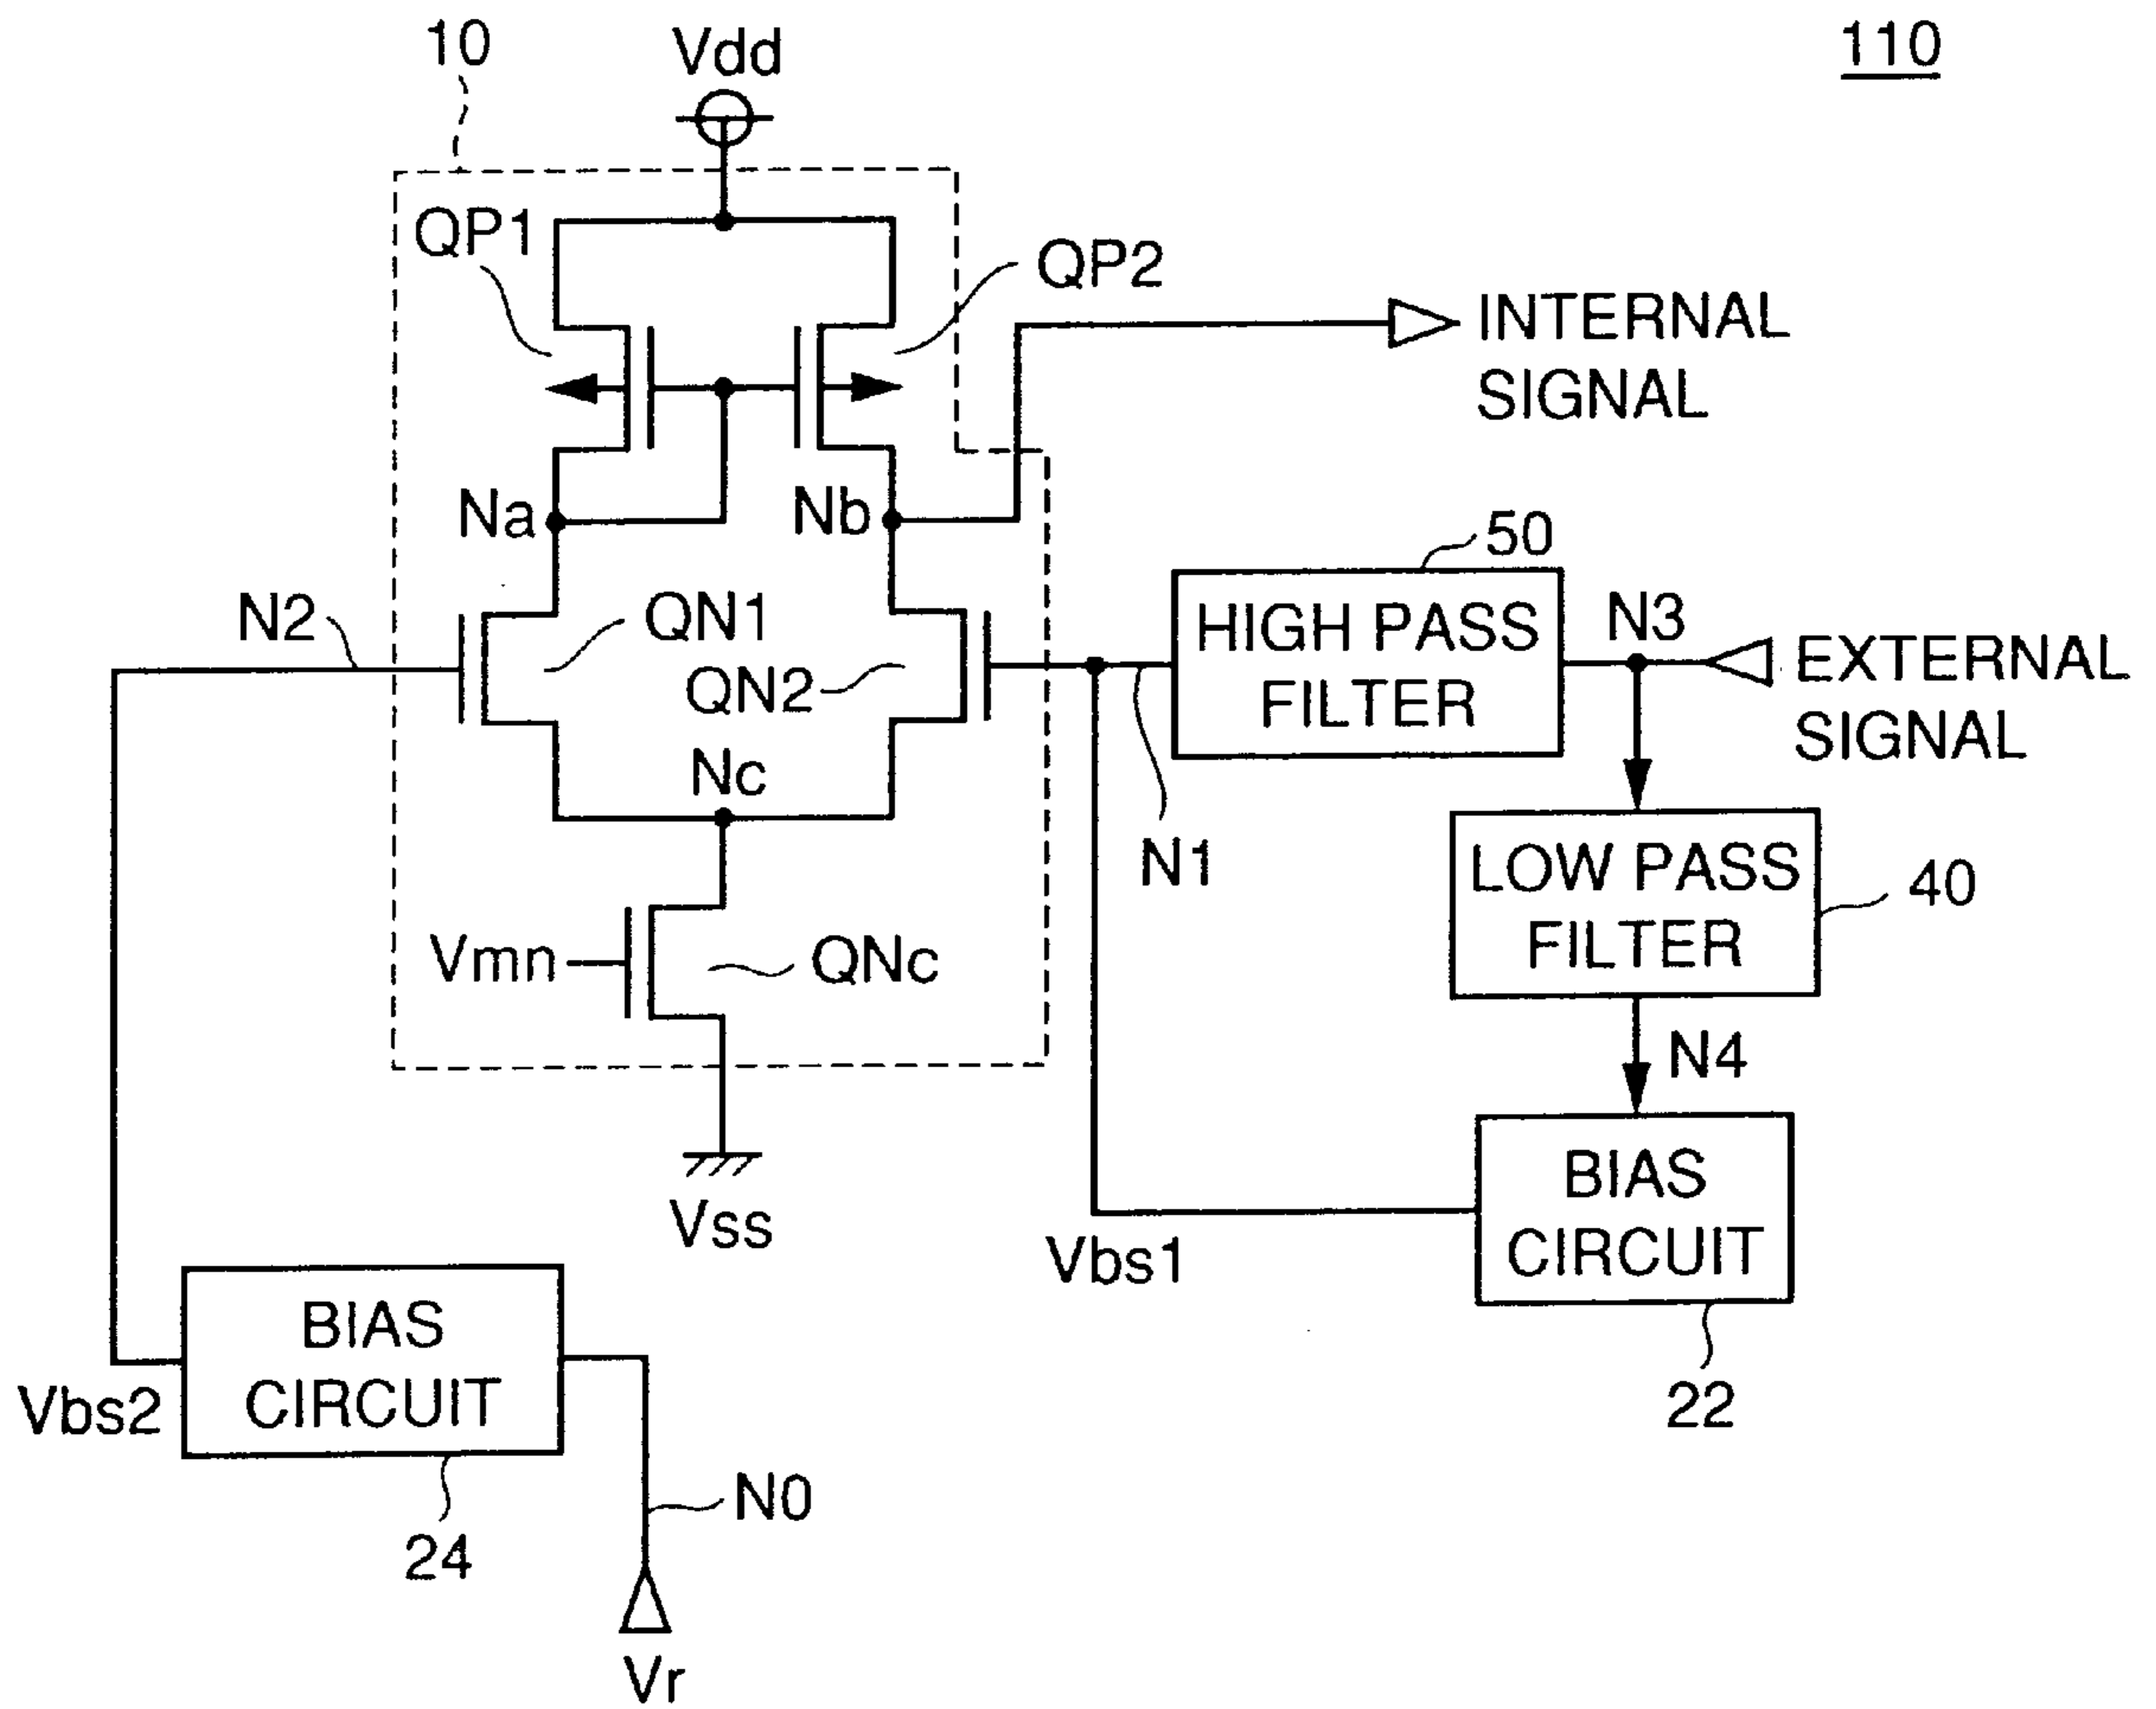 10
Vdd
110
QP1
QP2
INTERNAL
SIGNAL
Na
Nb
50
N2
QN1
HIGH PASS
FILTER
N3
EXTERNAL
SIGNAL
QN2
Nc
N1
LOW PASS
FILTER
40
Vmn
QNc
N4
BIAS
CIRCUIT
Vss
Vbs1
22
BIAS
CIRCUIT
Vbs2
24
N0
Vr